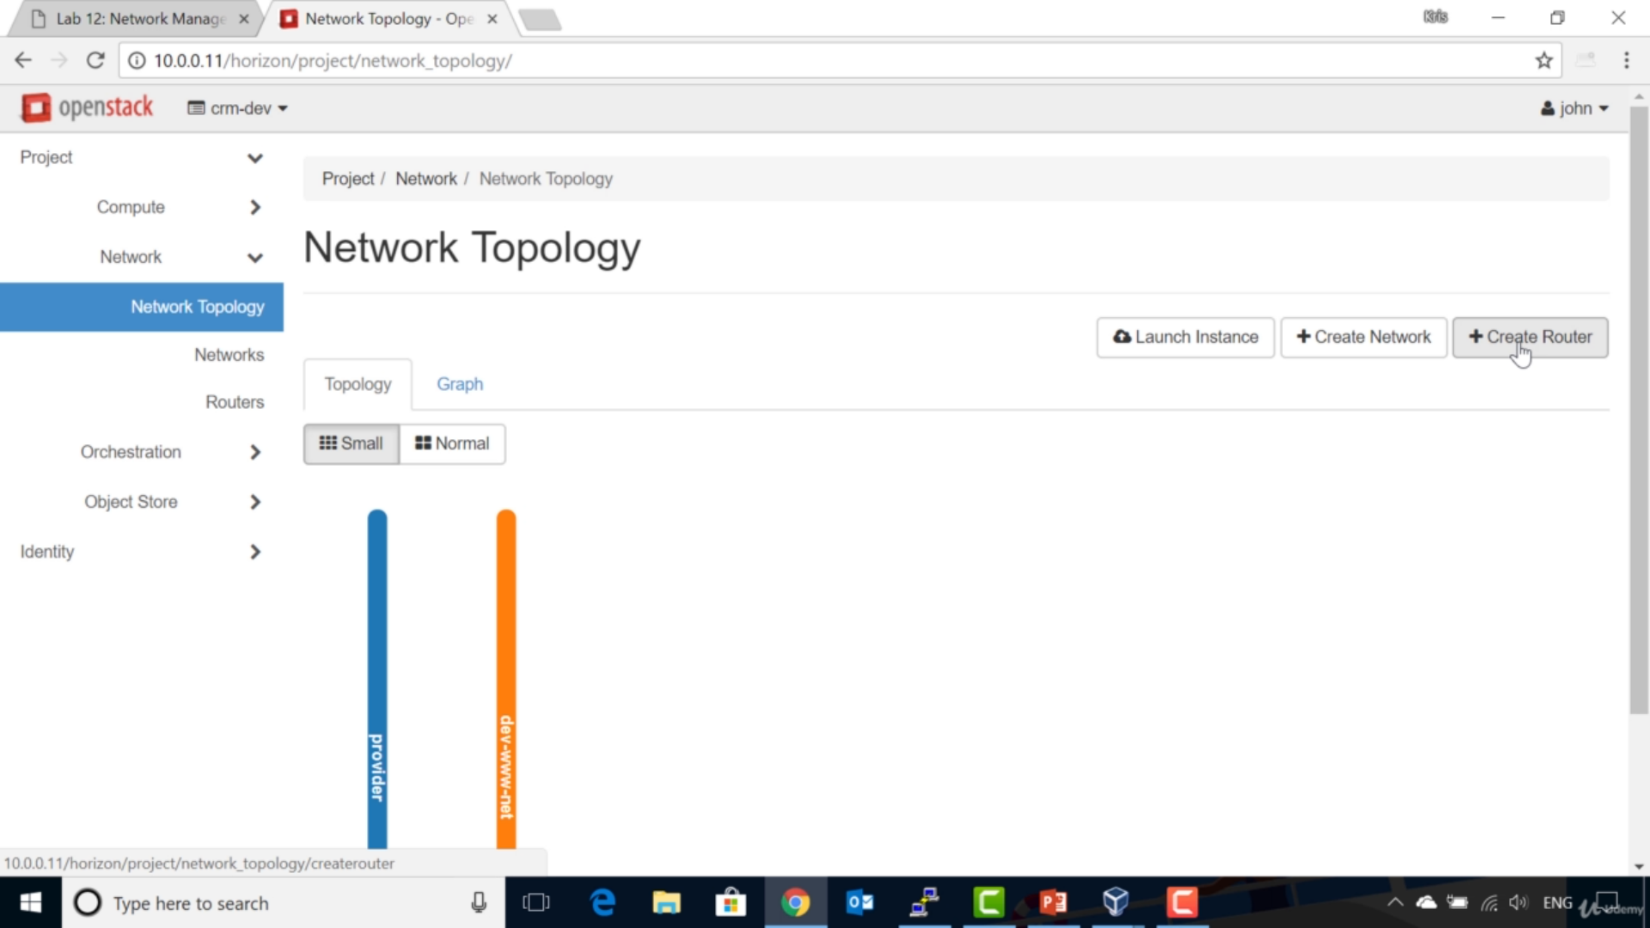 Lab 12: Network Manage
Network Topology - Ope
Kris
10.0.0.11/horizon/project/network_topology/
openstack
crm-dev
john
Project
Compute
Network
Network Topology
Networks
Routers
Orchestration
Object Store
Identity
Project / Network / Network Topology
Network Topology
Launch Instance
+ Create Network
+ Create Router
Topology
Graph
Small
Normal
provider
dev-www-net
10.0.0.11/horizon/project/network_topology/createrouter
Type here to search
ENG
Udemy